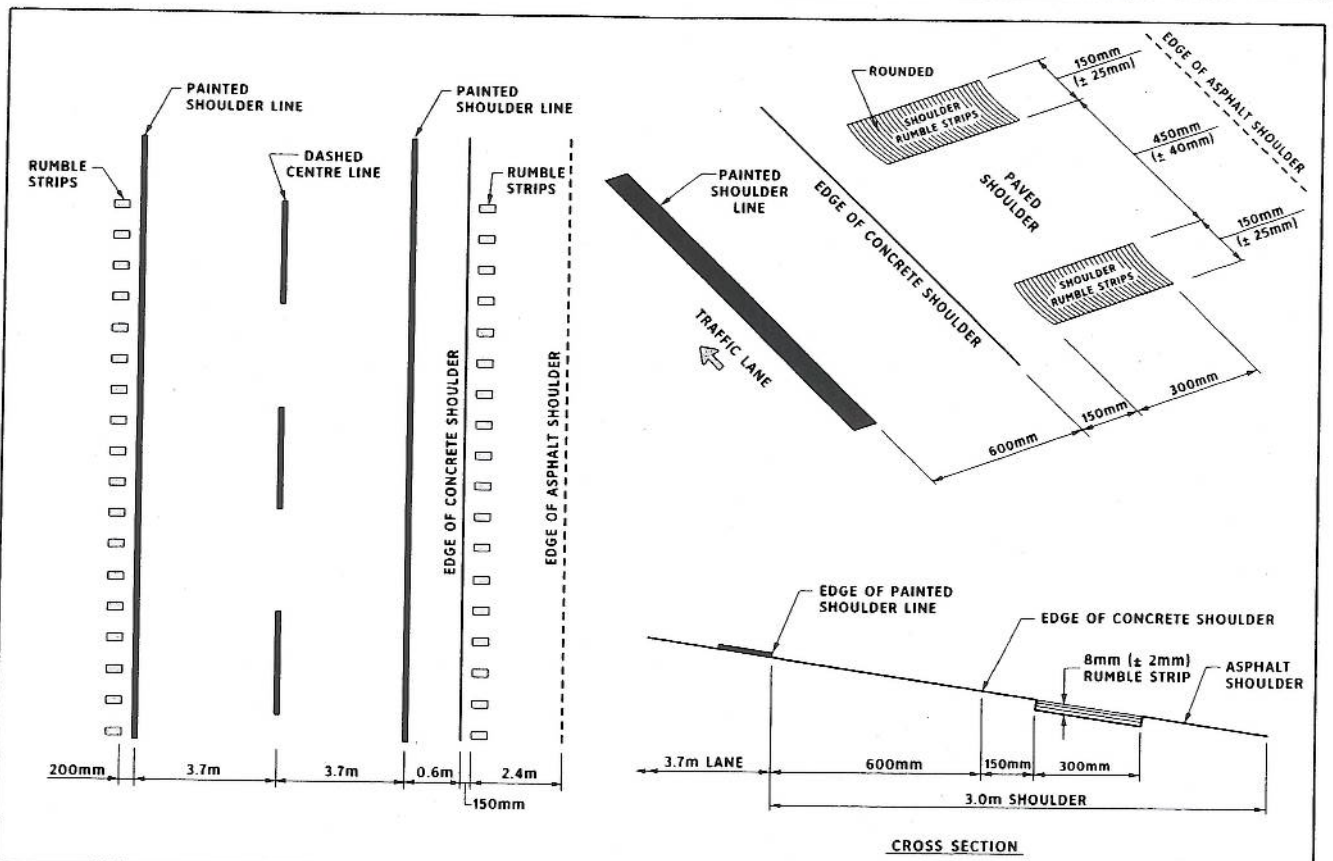 PAINTED
SHOULDER LINE
RUMBLE
STRIPS
DASHED
CENTRE LINE
PAINTED
SHOULDER LINE
RUMBLE
STRIPS
EDGE OF CONCRETE SHOULDER
EDGE OF ASPHALT SHOULDER
200mm
3.7m
3.7m
0.6m
2.4m
150mm
ROUNDED
SHOULDER
RUMBLE STRIPS
150mm
(± 25mm)
EDGE OF ASPHALT SHOULDER
450mm
(± 40mm)
PAINTED
SHOULDER
LINE
EDGE OF CONCRETE SHOULDER
PAVED
SHOULDER
150mm
(± 25mm)
SHOULDER
RUMBLE STRIPS
TRAFFIC LANE
300mm
150mm
600mm
EDGE OF PAINTED
SHOULDER LINE
EDGE OF CONCRETE SHOULDER
8mm (± 2mm)
RUMBLE STRIP
ASPHALT
SHOULDER
3.7m LANE
600mm
150mm
300mm
3.0m SHOULDER
CROSS SECTION